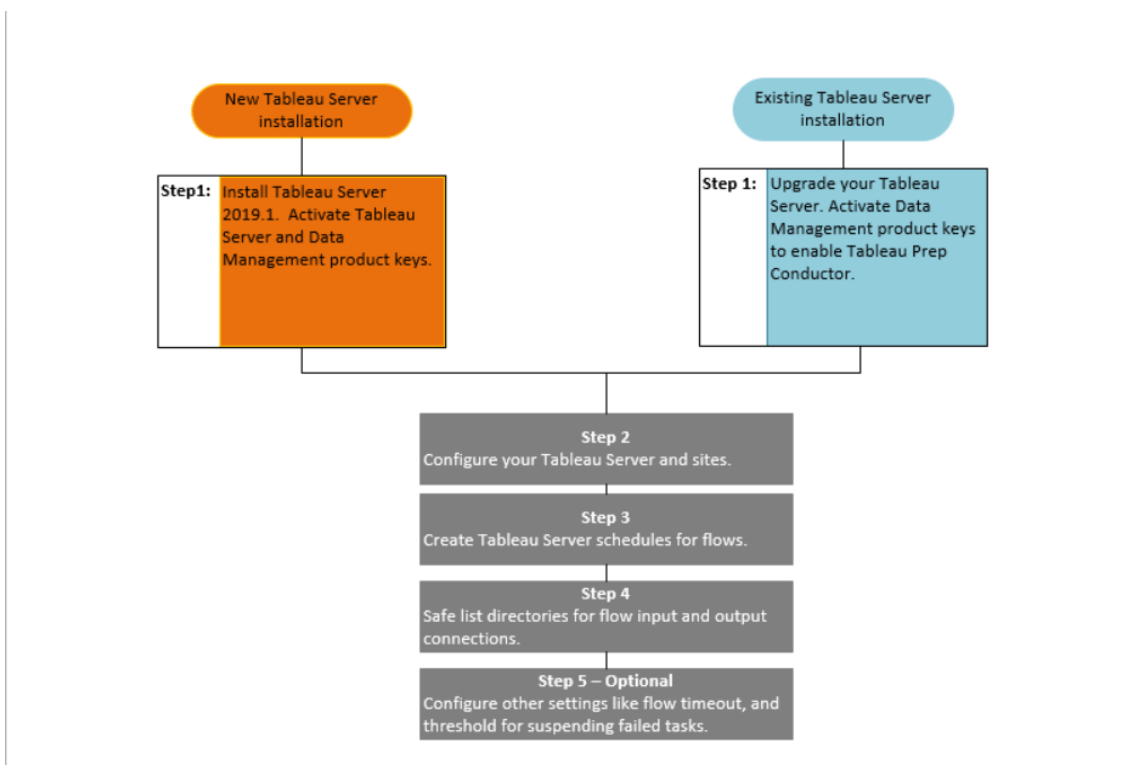 New Tableau Server
installation
Step1:
Install Tableau Server
2019.1.  Activate Tableau
Server and Data
Management product keys.
Existing Tableau Server
installation
Step 1:
Upgrade your Tableau
Server. Activate Data
Management product keys
to enable Tableau Prep
Conductor.
Step 2
Configure your Tableau Server and sites.
Step 3
Create Tableau Server schedules for flows.
Step 4
Safe list directories for flow input and output
connections.
Step 5 – Optional
Configure other settings like flow timeout, and
threshold for suspending failed tasks.